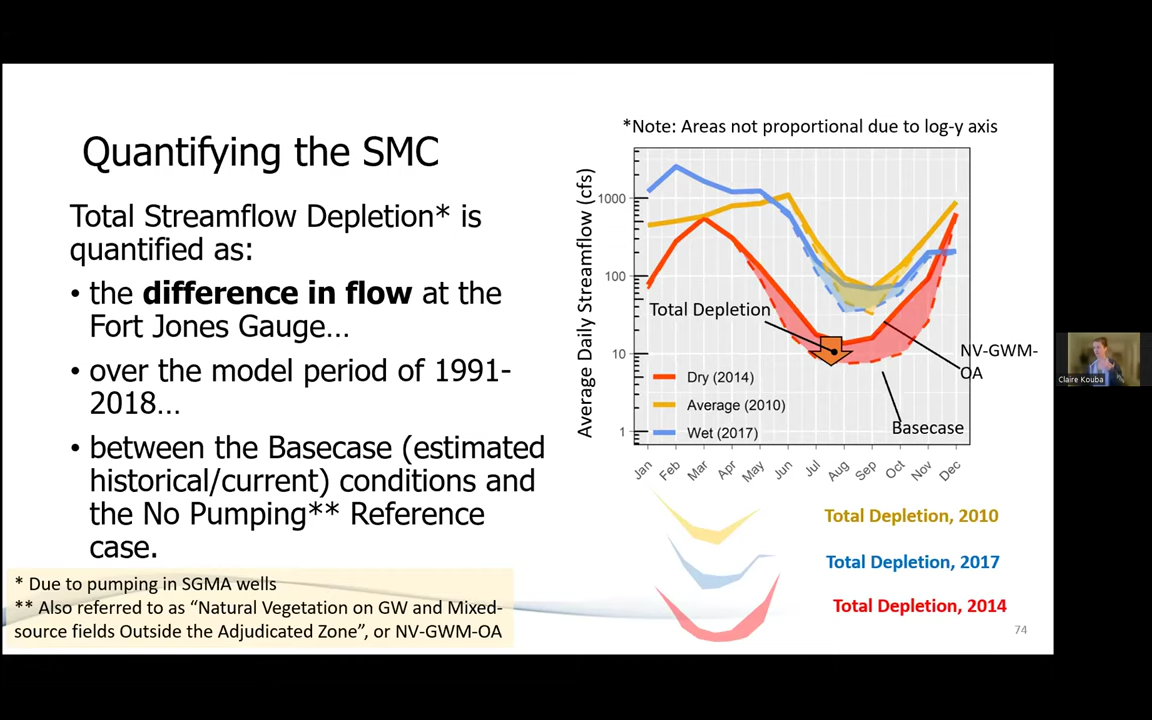 Quantifying the SMC
Total Streamflow Depletion* is
quantified as:
• the difference in flow at the
Fort Jones Gauge…
• over the model period of 1991-
2018…
• between the Basecase (estimated
historical/current) conditions and
the No Pumping** Reference
case.
* Due to pumping in SGMA wells
** Also referred to as “Natural Vegetation on GW and Mixed-
source fields Outside the Adjudicated Zone”, or NV-GWM-OA
*Note: Areas not proportional due to log-y axis
Average Daily Streamflow (cfs)
1000
100
10
1
Total Depletion
NV-GWM-
OA
Basecase
Dry (2014)
Average (2010)
Wet (2017)
Jan
Feb
Mar
Apr
May
Jun
Jul
Aug
Sep
Oct
Nov
Dec
Total Depletion, 2010
Total Depletion, 2017
Total Depletion, 2014
74
Claire Kouba